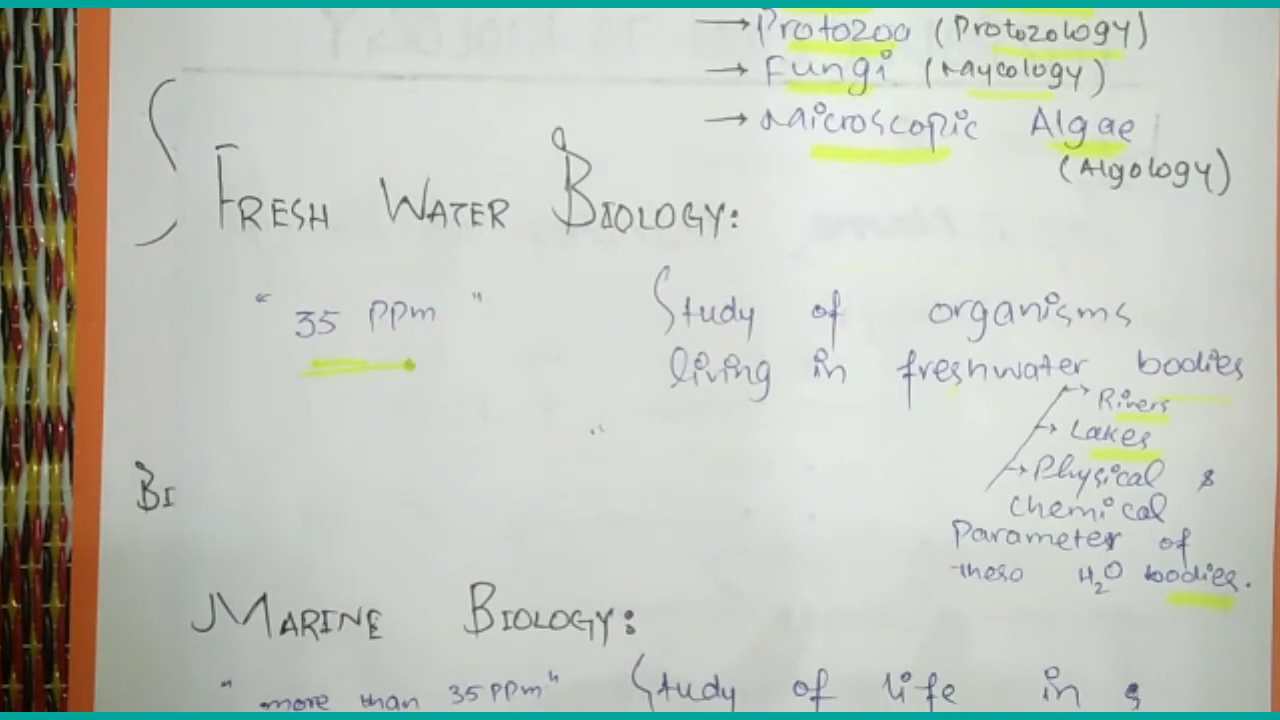 → Protozoa (Protozology)
→ Fungi (Maycology)
→ Microscopic Algae
(Algology)
FRESH WATER BIOLOGY:
" 35 PPm "
Study of organisms
living in freshwater bodies
→ Rivers
→ Lakes
→ Physical &
chemical
Parameter of
these H₂O bodies.
BI
MARINE BIOLOGY:
"more than 35 PPm"
Study of life in